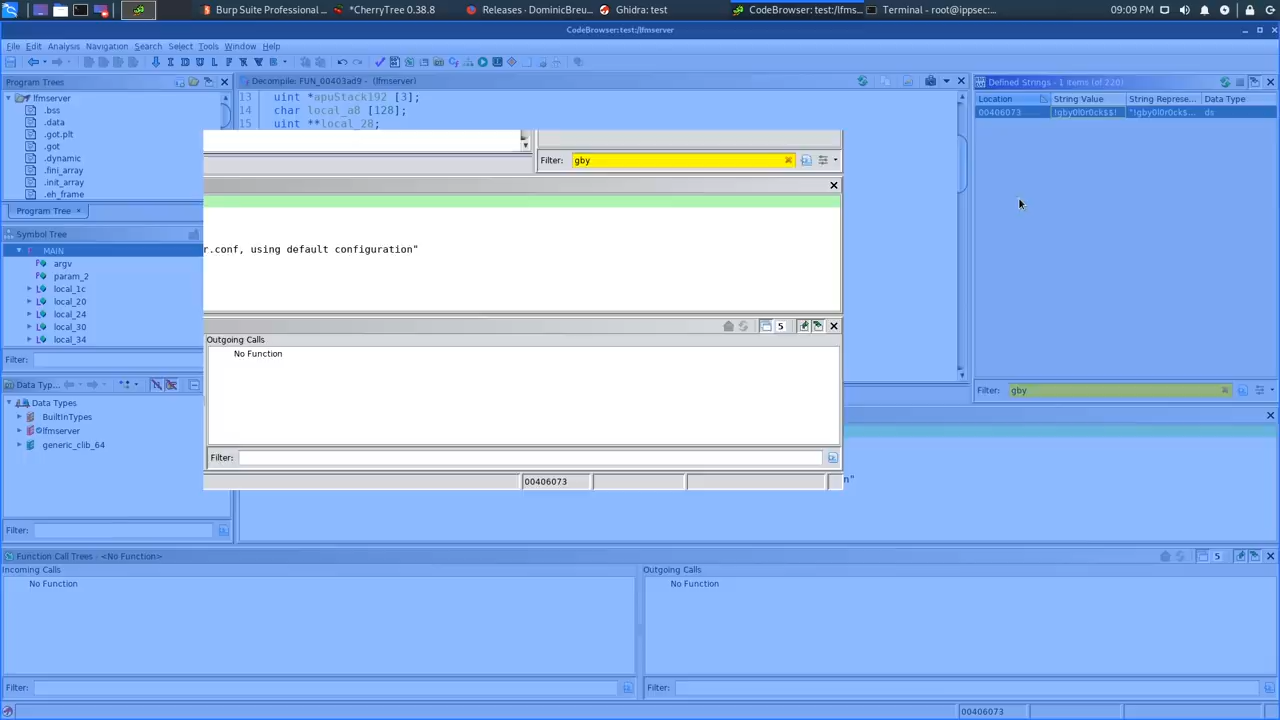 Burp Suite Professional ...
*CherryTree 0.38.8
Releases · DominicBreu...
Ghidra: test
CodeBrowser: test:/lfms...
Terminal - root@ippsec:...
09:09 PM
CodeBrowser: test:/lfmserver
File Edit Analysis Navigation Search Select Tools Window Help
Program Trees
lfmserver
.bss
.data
.got.plt
.got
.dynamic
.fini_array
.init_array
.eh_frame
Program Tree ×
Decompile: FUN_00403ad9 - (lfmserver)
13 uint *apuStack192 [3];
14 char local_a8 [128];
15 uint **local_28;
Defined Strings - 1 items (of 220)
Location String Value String Represe... Data Type
00406073 !gby0l0r0ck$$! "!gby0l0r0ck$... ds
Filter: gby
r.conf, using default configuration"
Outgoing Calls
No Function
Filter:
00406073
Symbol Tree
MAIN
argv
param_2
local_1c
local_20
local_24
local_30
local_34
Filter:
Data Typ...
Data Types
BuiltInTypes
lfmserver
generic_clib_64
Filter:
Filter: gby
n"
Function Call Trees - <No Function>
5
Incoming Calls
No Function
Filter:
Outgoing Calls
No Function
Filter:
00406073